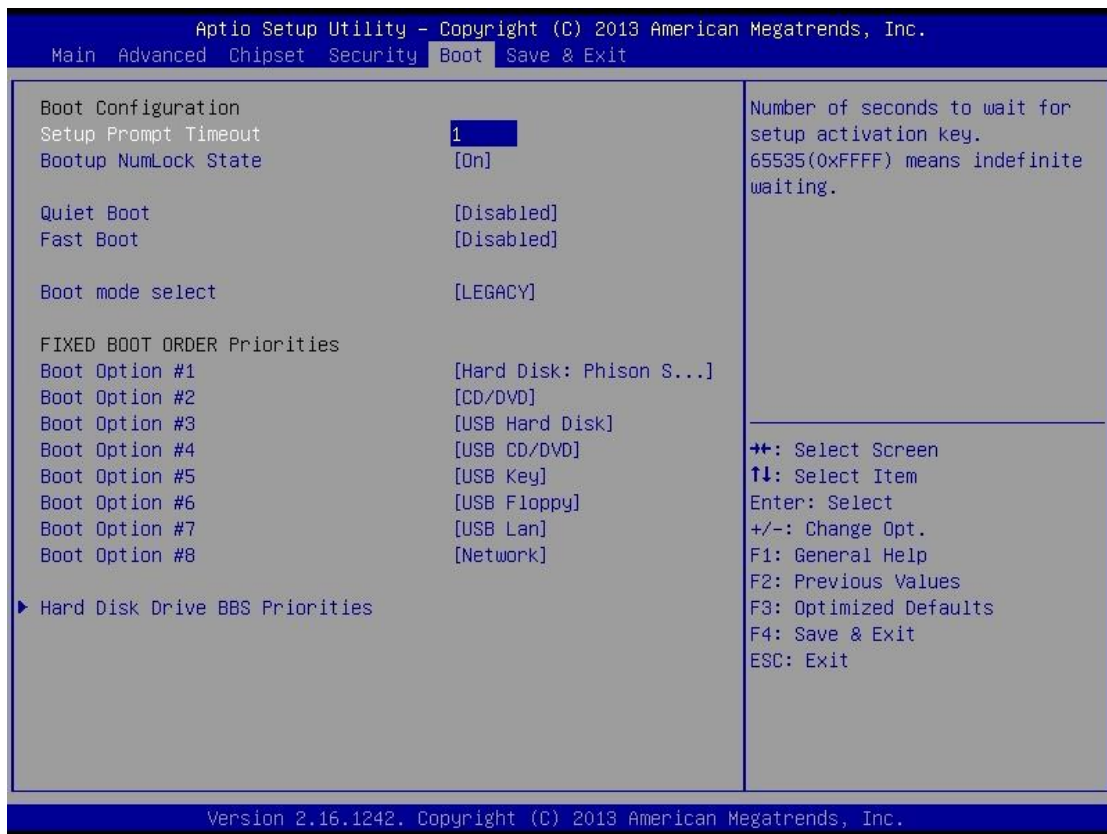 Aptio Setup Utility – Copyright (C) 2013 American Megatrends, Inc.
Main Advanced Chipset Security Boot Save & Exit
Boot Configuration
Setup Prompt Timeout 1
Bootup NumLock State [On]
Quiet Boot [Disabled]
Fast Boot [Disabled]
Boot mode select [LEGACY]
FIXED BOOT ORDER Priorities
Boot Option #1 [Hard Disk: Phison S...]
Boot Option #2 [CD/DVD]
Boot Option #3 [USB Hard Disk]
Boot Option #4 [USB CD/DVD]
Boot Option #5 [USB Key]
Boot Option #6 [USB Floppy]
Boot Option #7 [USB Lan]
Boot Option #8 [Network]
▶ Hard Disk Drive BBS Priorities
Number of seconds to wait for
setup activation key.
65535(0xFFFF) means indefinite
waiting.
→←: Select Screen
↑↓: Select Item
Enter: Select
+/-: Change Opt.
F1: General Help
F2: Previous Values
F3: Optimized Defaults
F4: Save & Exit
ESC: Exit
Version 2.16.1242. Copyright (C) 2013 American Megatrends, Inc.